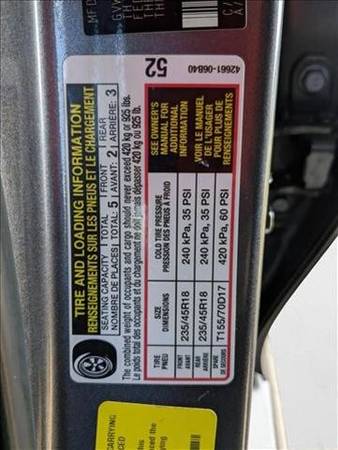 TIRE AND LOADING INFORMATION
RENSEIGNEMENTS SUR LES PNEUS ET LE CHARGEMENT
SEATING CAPACITY | TOTAL | FRONT | REAR
NOMBRE DE PLACES | TOTAL: 5 | AVANT: 2 | ARRIÈRE: 3
The combined weight of occupants and cargo should never exceed 420 kg or 925 lbs.
Le poids total des occupants et du chargement ne doit jamais dépasser 420 kg ou 925 lb.
TIRE PNEU
SIZE DIMENSIONS
COLD TIRE PRESSURE PRESSION DES PNEUS À FROID
FRONT AVANT 235/45R18 240 kPa, 35 PSI
REAR ARRIÈRE 235/45R18 240 kPa, 35 PSI
SPARE DE SECOURS T155/70D17 420 kPa, 60 PSI
SEE OWNER'S
MANUAL FOR
ADDITIONAL
INFORMATION
VOIR LE MANUEL
DE L'USAGER
POUR PLUS DE
RENSEIGNEMENTS
52
42661-06B40
MFD
GVW
CARRYING